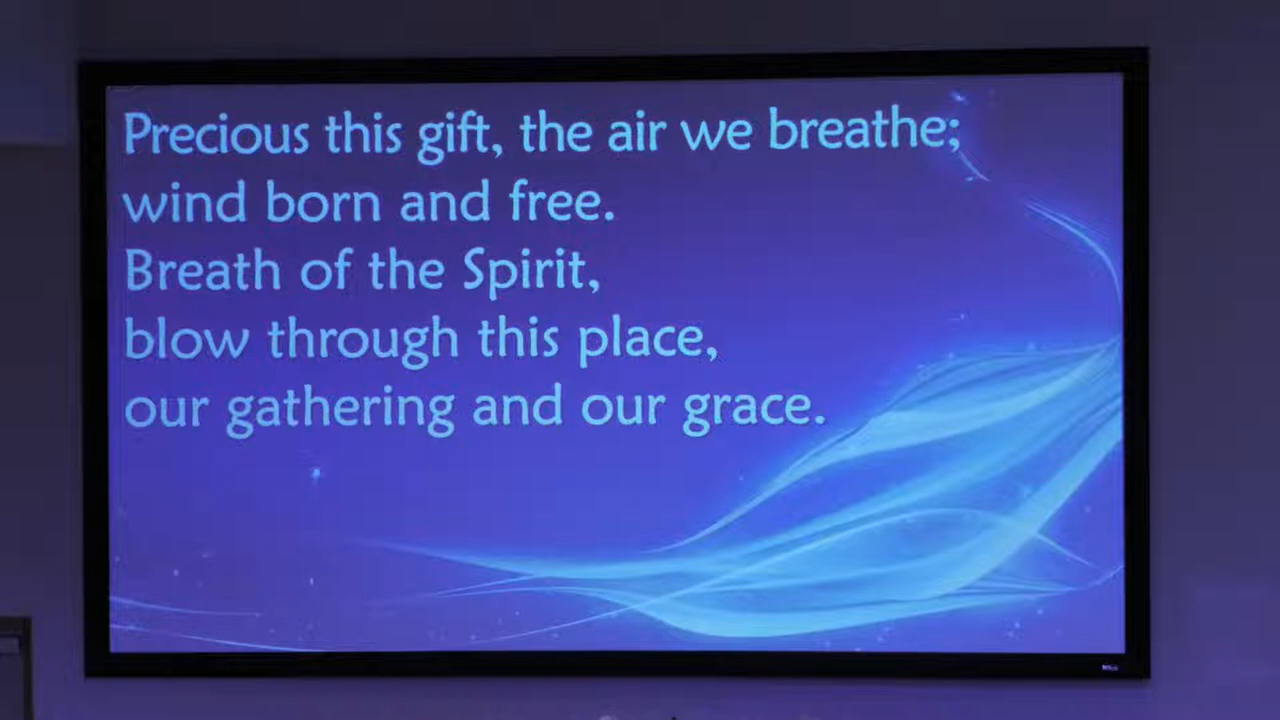 Precious this gift, the air we breathe;
wind born and free.
Breath of the Spirit,
blow through this place,
our gathering and our grace.